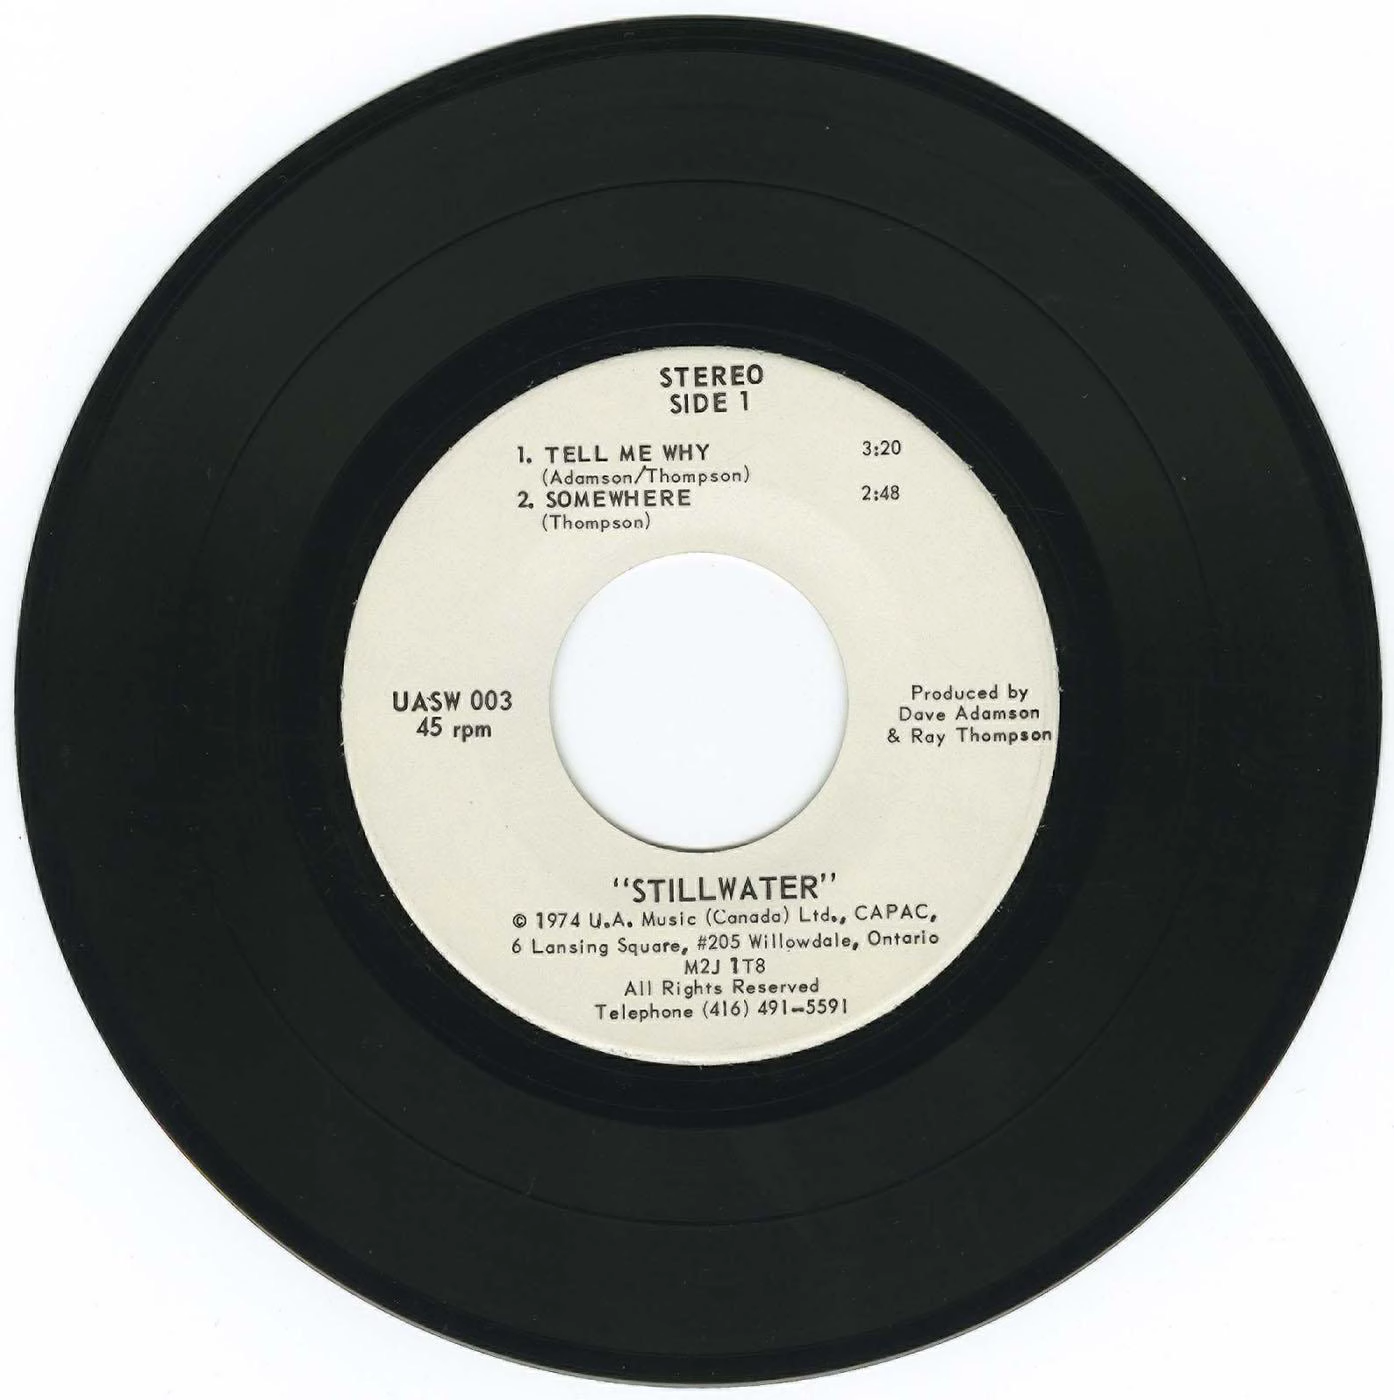 STEREO
SIDE 1
1. TELL ME WHY 3:20
(Adamson/Thompson)
2. SOMEWHERE 2:48
(Thompson)
UASW 003
45 rpm
Produced by
Dave Adamson
& Ray Thompson
“STILLWATER”
© 1974 U.A. Music (Canada) Ltd., CAPAC,
6 Lansing Square, #205 Willowdale, Ontario
M2J 1T8
All Rights Reserved
Telephone (416) 491-5591